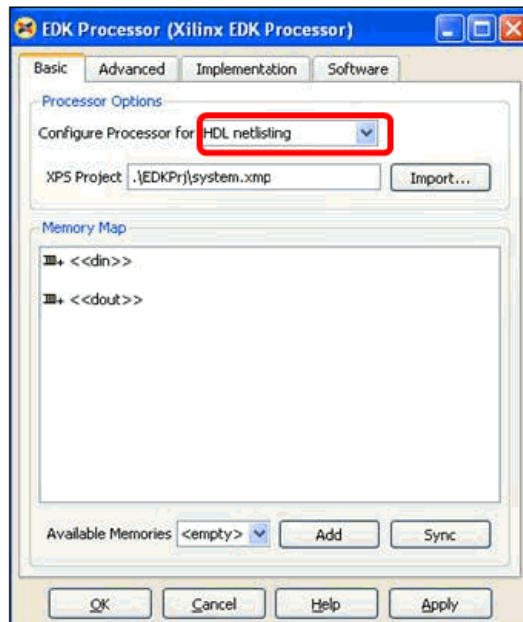 EDK Processor (Xilinx EDK Processor)
Basic Advanced Implementation Software
Processor Options
Configure Processor for HDL netlisting
XPS Project .\EDKPrj\system.xmp Import...
Memory Map
<<din>>
<<dout>>
Available Memories <empty> Add Sync
OK Cancel Help Apply